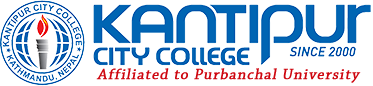 KANTIPUR CITY COLLEGE
KATHMANDU, NEPAL
KANTIPUR
CITY COLLEGE SINCE 2000
Affiliated to Purbanchal University